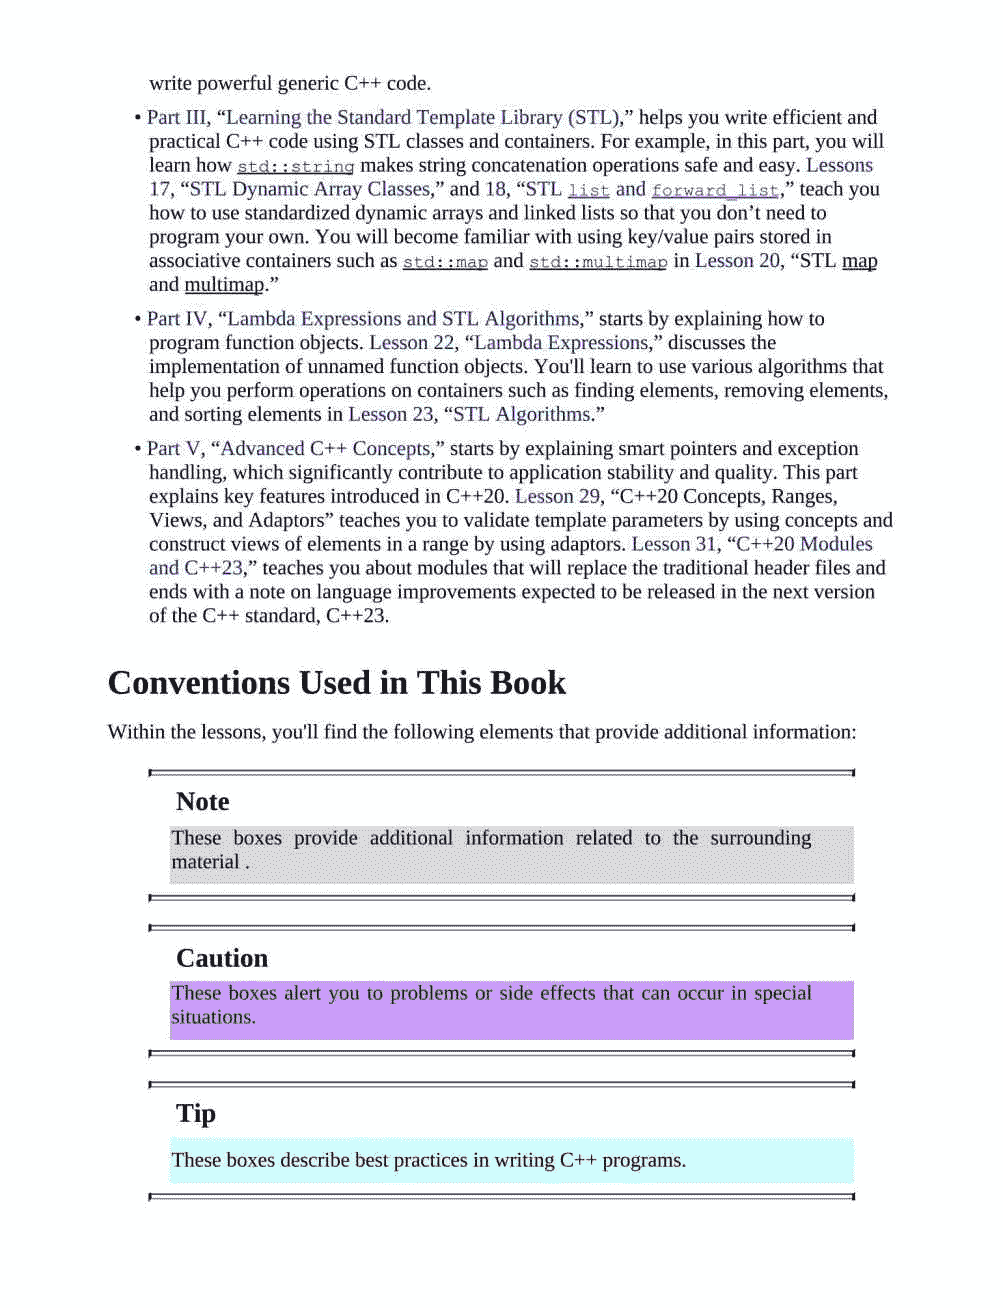 write powerful generic C++ code.
• Part III, “Learning the Standard Template Library (STL),” helps you write efficient and
practical C++ code using STL classes and containers. For example, in this part, you will
learn how std::string makes string concatenation operations safe and easy. Lessons
17, “STL Dynamic Array Classes,” and 18, “STL list and forward_list,” teach you
how to use standardized dynamic arrays and linked lists so that you don’t need to
program your own. You will become familiar with using key/value pairs stored in
associative containers such as std::map and std::multimap in Lesson 20, “STL map
and multimap.”
• Part IV, “Lambda Expressions and STL Algorithms,” starts by explaining how to
program function objects. Lesson 22, “Lambda Expressions,” discusses the
implementation of unnamed function objects. You'll learn to use various algorithms that
help you perform operations on containers such as finding elements, removing elements,
and sorting elements in Lesson 23, “STL Algorithms.”
• Part V, “Advanced C++ Concepts,” starts by explaining smart pointers and exception
handling, which significantly contribute to application stability and quality. This part
explains key features introduced in C++20. Lesson 29, “C++20 Concepts, Ranges,
Views, and Adaptors” teaches you to validate template parameters by using concepts and
construct views of elements in a range by using adaptors. Lesson 31, “C++20 Modules
and C++23,” teaches you about modules that will replace the traditional header files and
ends with a note on language improvements expected to be released in the next version
of the C++ standard, C++23.
Conventions Used in This Book
Within the lessons, you'll find the following elements that provide additional information:
Note
These boxes provide additional information related to the surrounding
material .
Caution
These boxes alert you to problems or side effects that can occur in special
situations.
Tip
These boxes describe best practices in writing C++ programs.